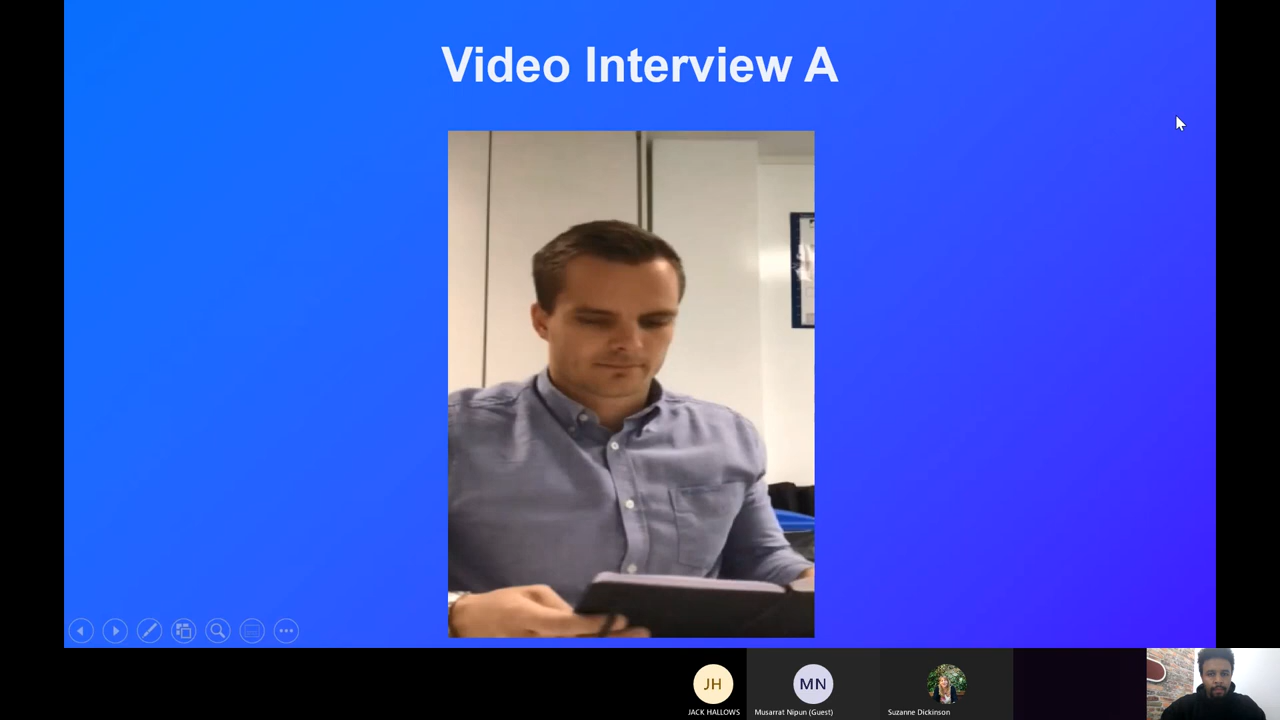 Video Interview A
JH
JACK HALLOWS
MN
Musarrat Nipun (Guest)
Suzanne Dickinson